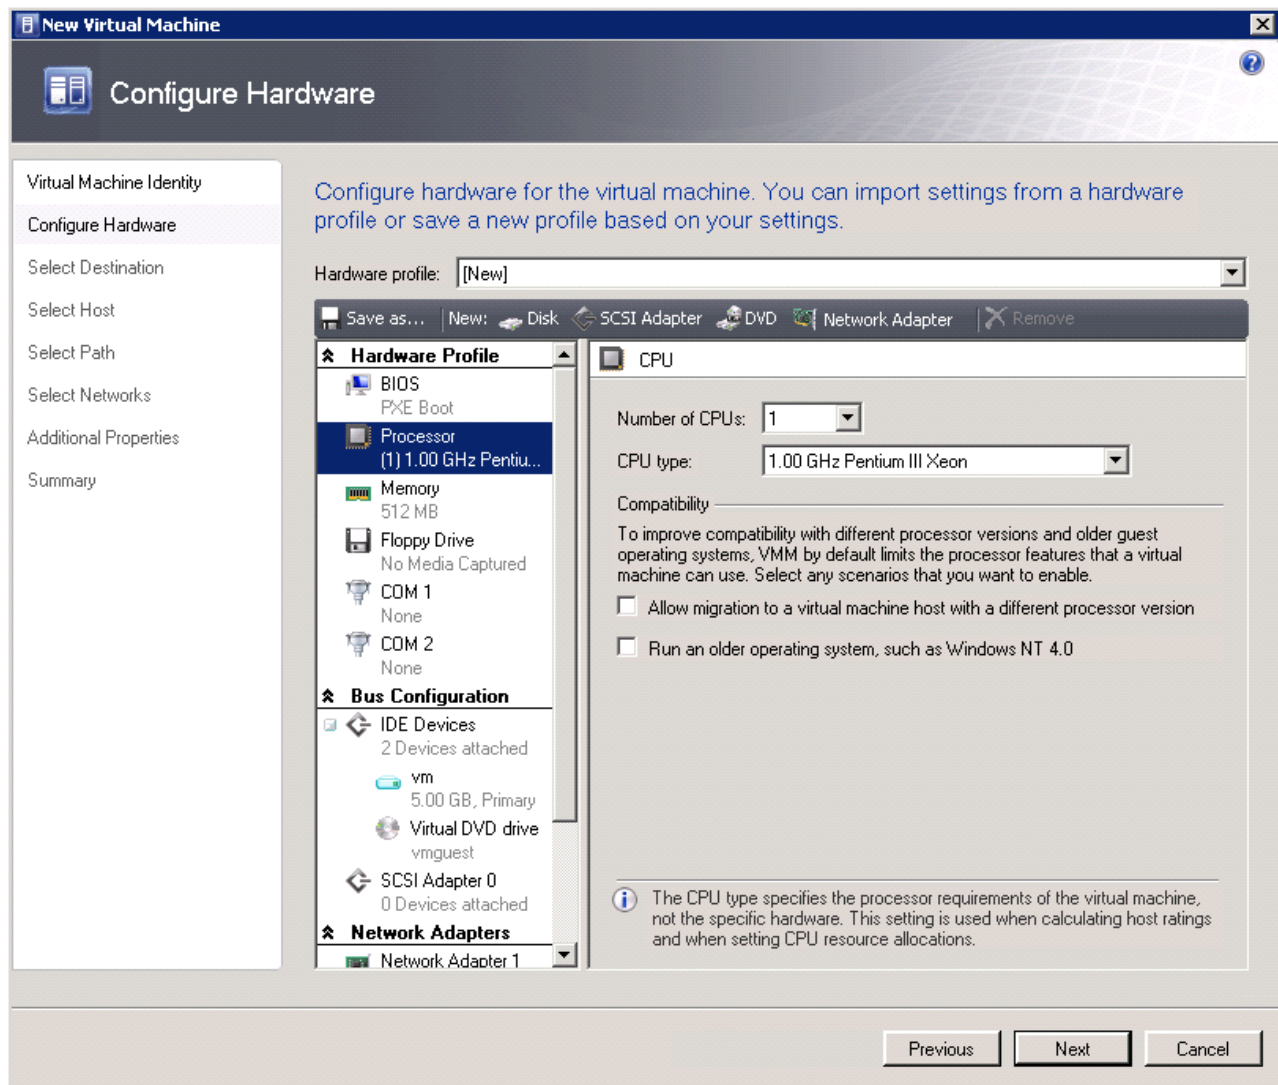 New Virtual Machine
Configure Hardware
Virtual Machine Identity
Configure Hardware
Select Destination
Select Host
Select Path
Select Networks
Additional Properties
Summary
Configure hardware for the virtual machine. You can import settings from a hardware
profile or save a new profile based on your settings.
Hardware profile: [New]
Save as... New: Disk SCSI Adapter DVD Network Adapter Remove
Hardware Profile
BIOS
PXE Boot
Processor
(1) 1.00 GHz Pentiu...
Memory
512 MB
Floppy Drive
No Media Captured
COM 1
None
COM 2
None
Bus Configuration
IDE Devices
2 Devices attached
vm
5.00 GB, Primary
Virtual DVD drive
vmguest
SCSI Adapter 0
0 Devices attached
Network Adapters
Network Adapter 1
CPU
Number of CPUs: 1
CPU type: 1.00 GHz Pentium III Xeon
Compatibility
To improve compatibility with different processor versions and older guest
operating systems, VMM by default limits the processor features that a virtual
machine can use. Select any scenarios that you want to enable.
Allow migration to a virtual machine host with a different processor version
Run an older operating system, such as Windows NT 4.0
The CPU type specifies the processor requirements of the virtual machine,
not the specific hardware. This setting is used when calculating host ratings
and when setting CPU resource allocations.
Previous Next Cancel